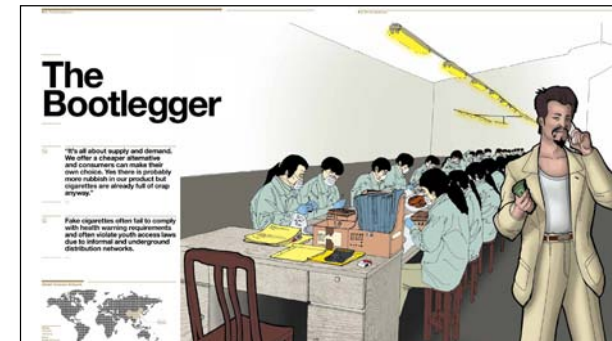 The
Bootlegger
"It's all about supply and demand.
We offer a cheaper alternative
and consumers can make their
own choice. Yes there is probably
more rubbish in our product but
cigarettes are already full of crap
anyway."
Fake cigarettes often fail to comply
with health warning requirements
and often violate youth access laws
due to informal and underground
distribution networks.